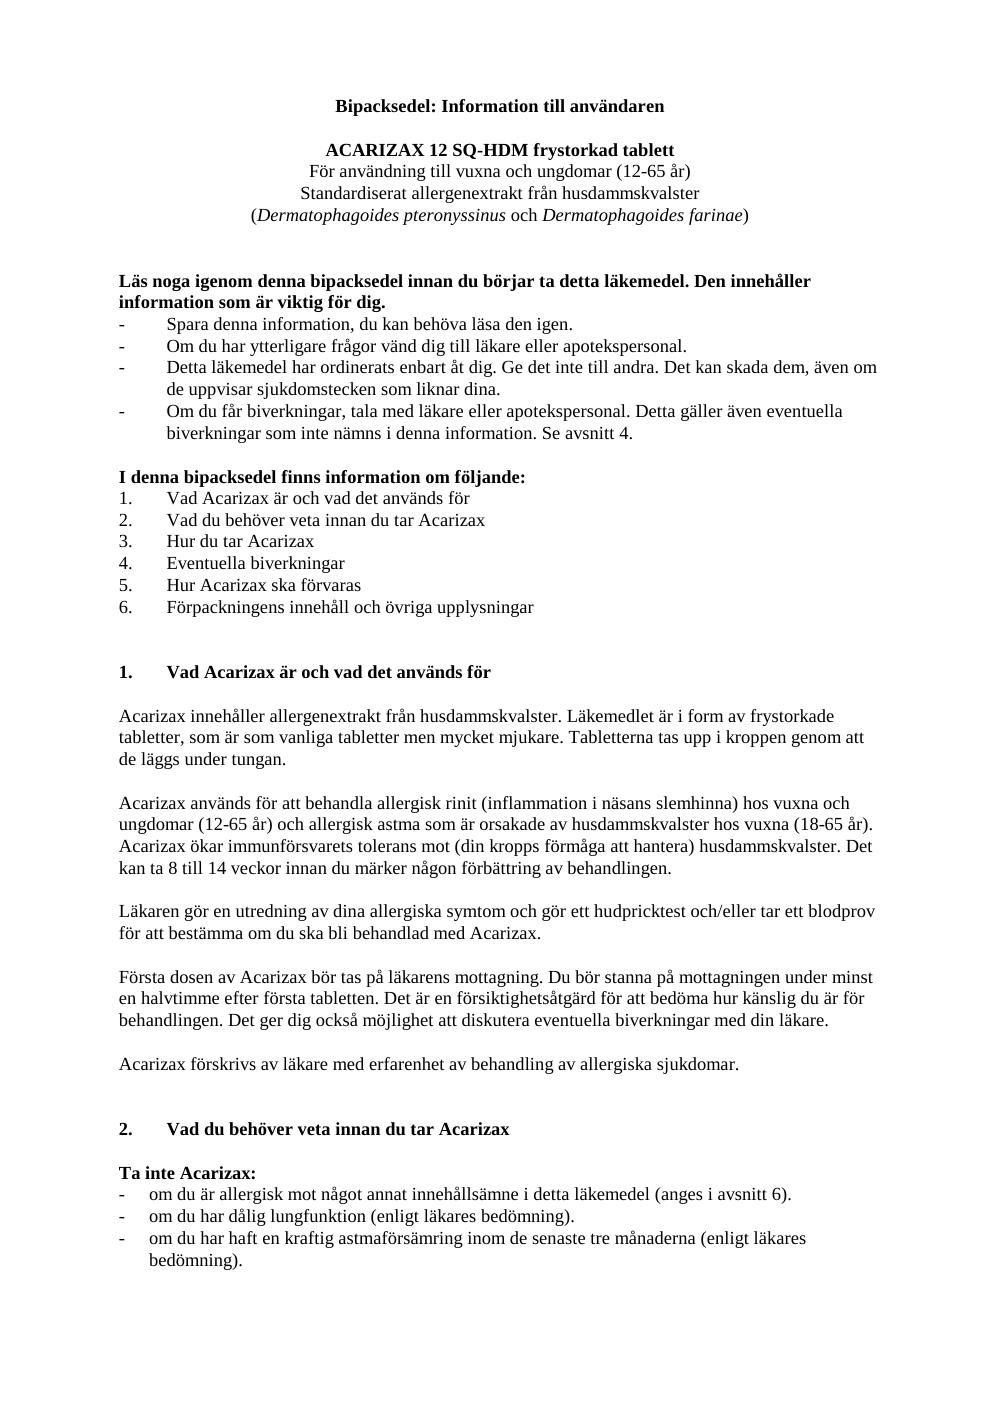 Bipacksedel: Information till användaren
ACARIZAX 12 SQ-HDM frystorkad tablett
För användning till vuxna och ungdomar (12-65 år)
Standardiserat allergenextrakt från husdammskvalster
(Dermatophagoides pteronyssinus och Dermatophagoides farinae)
Läs noga igenom denna bipacksedel innan du börjar ta detta läkemedel. Den innehåller
information som är viktig för dig.
- Spara denna information, du kan behöva läsa den igen.
- Om du har ytterligare frågor vänd dig till läkare eller apotekspersonal.
- Detta läkemedel har ordinerats enbart åt dig. Ge det inte till andra. Det kan skada dem, även om
de uppvisar sjukdomstecken som liknar dina.
- Om du får biverkningar, tala med läkare eller apotekspersonal. Detta gäller även eventuella
biverkningar som inte nämns i denna information. Se avsnitt 4.
I denna bipacksedel finns information om följande:
1. Vad Acarizax är och vad det används för
2. Vad du behöver veta innan du tar Acarizax
3. Hur du tar Acarizax
4. Eventuella biverkningar
5. Hur Acarizax ska förvaras
6. Förpackningens innehåll och övriga upplysningar
1. Vad Acarizax är och vad det används för
Acarizax innehåller allergenextrakt från husdammskvalster. Läkemedlet är i form av frystorkade
tabletter, som är som vanliga tabletter men mycket mjukare. Tabletterna tas upp i kroppen genom att
de läggs under tungan.
Acarizax används för att behandla allergisk rinit (inflammation i näsans slemhinna) hos vuxna och
ungdomar (12-65 år) och allergisk astma som är orsakade av husdammskvalster hos vuxna (18-65 år).
Acarizax ökar immunförsvarets tolerans mot (din kropps förmåga att hantera) husdammskvalster. Det
kan ta 8 till 14 veckor innan du märker någon förbättring av behandlingen.
Läkaren gör en utredning av dina allergiska symtom och gör ett hudpricktest och/eller tar ett blodprov
för att bestämma om du ska bli behandlad med Acarizax.
Första dosen av Acarizax bör tas på läkarens mottagning. Du bör stanna på mottagningen under minst
en halvtimme efter första tabletten. Det är en försiktighetsåtgärd för att bedöma hur känslig du är för
behandlingen. Det ger dig också möjlighet att diskutera eventuella biverkningar med din läkare.
Acarizax förskrivs av läkare med erfarenhet av behandling av allergiska sjukdomar.
2. Vad du behöver veta innan du tar Acarizax
Ta inte Acarizax:
- om du är allergisk mot något annat innehållsämne i detta läkemedel (anges i avsnitt 6).
- om du har dålig lungfunktion (enligt läkares bedömning).
- om du har haft en kraftig astmaförsämring inom de senaste tre månaderna (enligt läkares
bedömning).